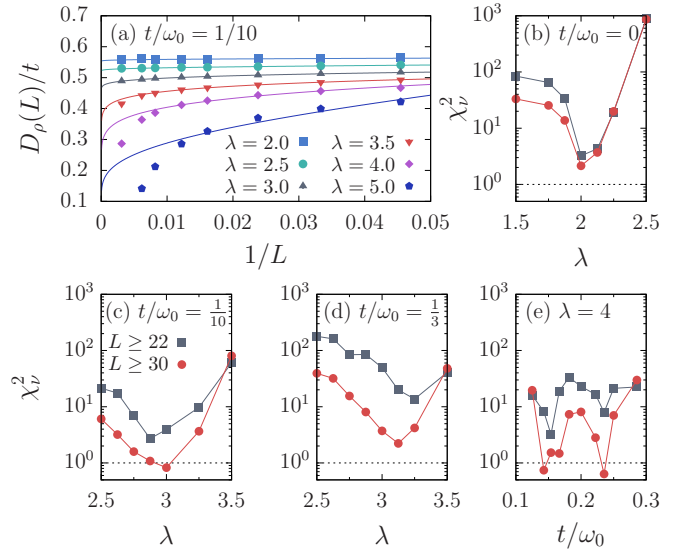 (a) t/ω₀ = 1/10
D_ρ(L)/t
0.7
0.6
0.5
0.4
0.3
0.2
0.1
λ = 2.0
λ = 2.5
λ = 3.0
λ = 3.5
λ = 4.0
λ = 5.0
0 0.01 0.02 0.03 0.04 0.05
1/L
(b) t/ω₀ = 0
χ²_ν
10³
10²
10¹
10⁰
1.5 2 2.5
λ
(c) t/ω₀ = 1/10
χ²_ν
10³
10²
10¹
10⁰
L ≥ 22
L ≥ 30
2.5 3 3.5
λ
(d) t/ω₀ = 1/3
10³
10²
10¹
10⁰
2.5 3 3.5
λ
(e) λ = 4
10³
10²
10¹
10⁰
0.1 0.2 0.3
t/ω₀